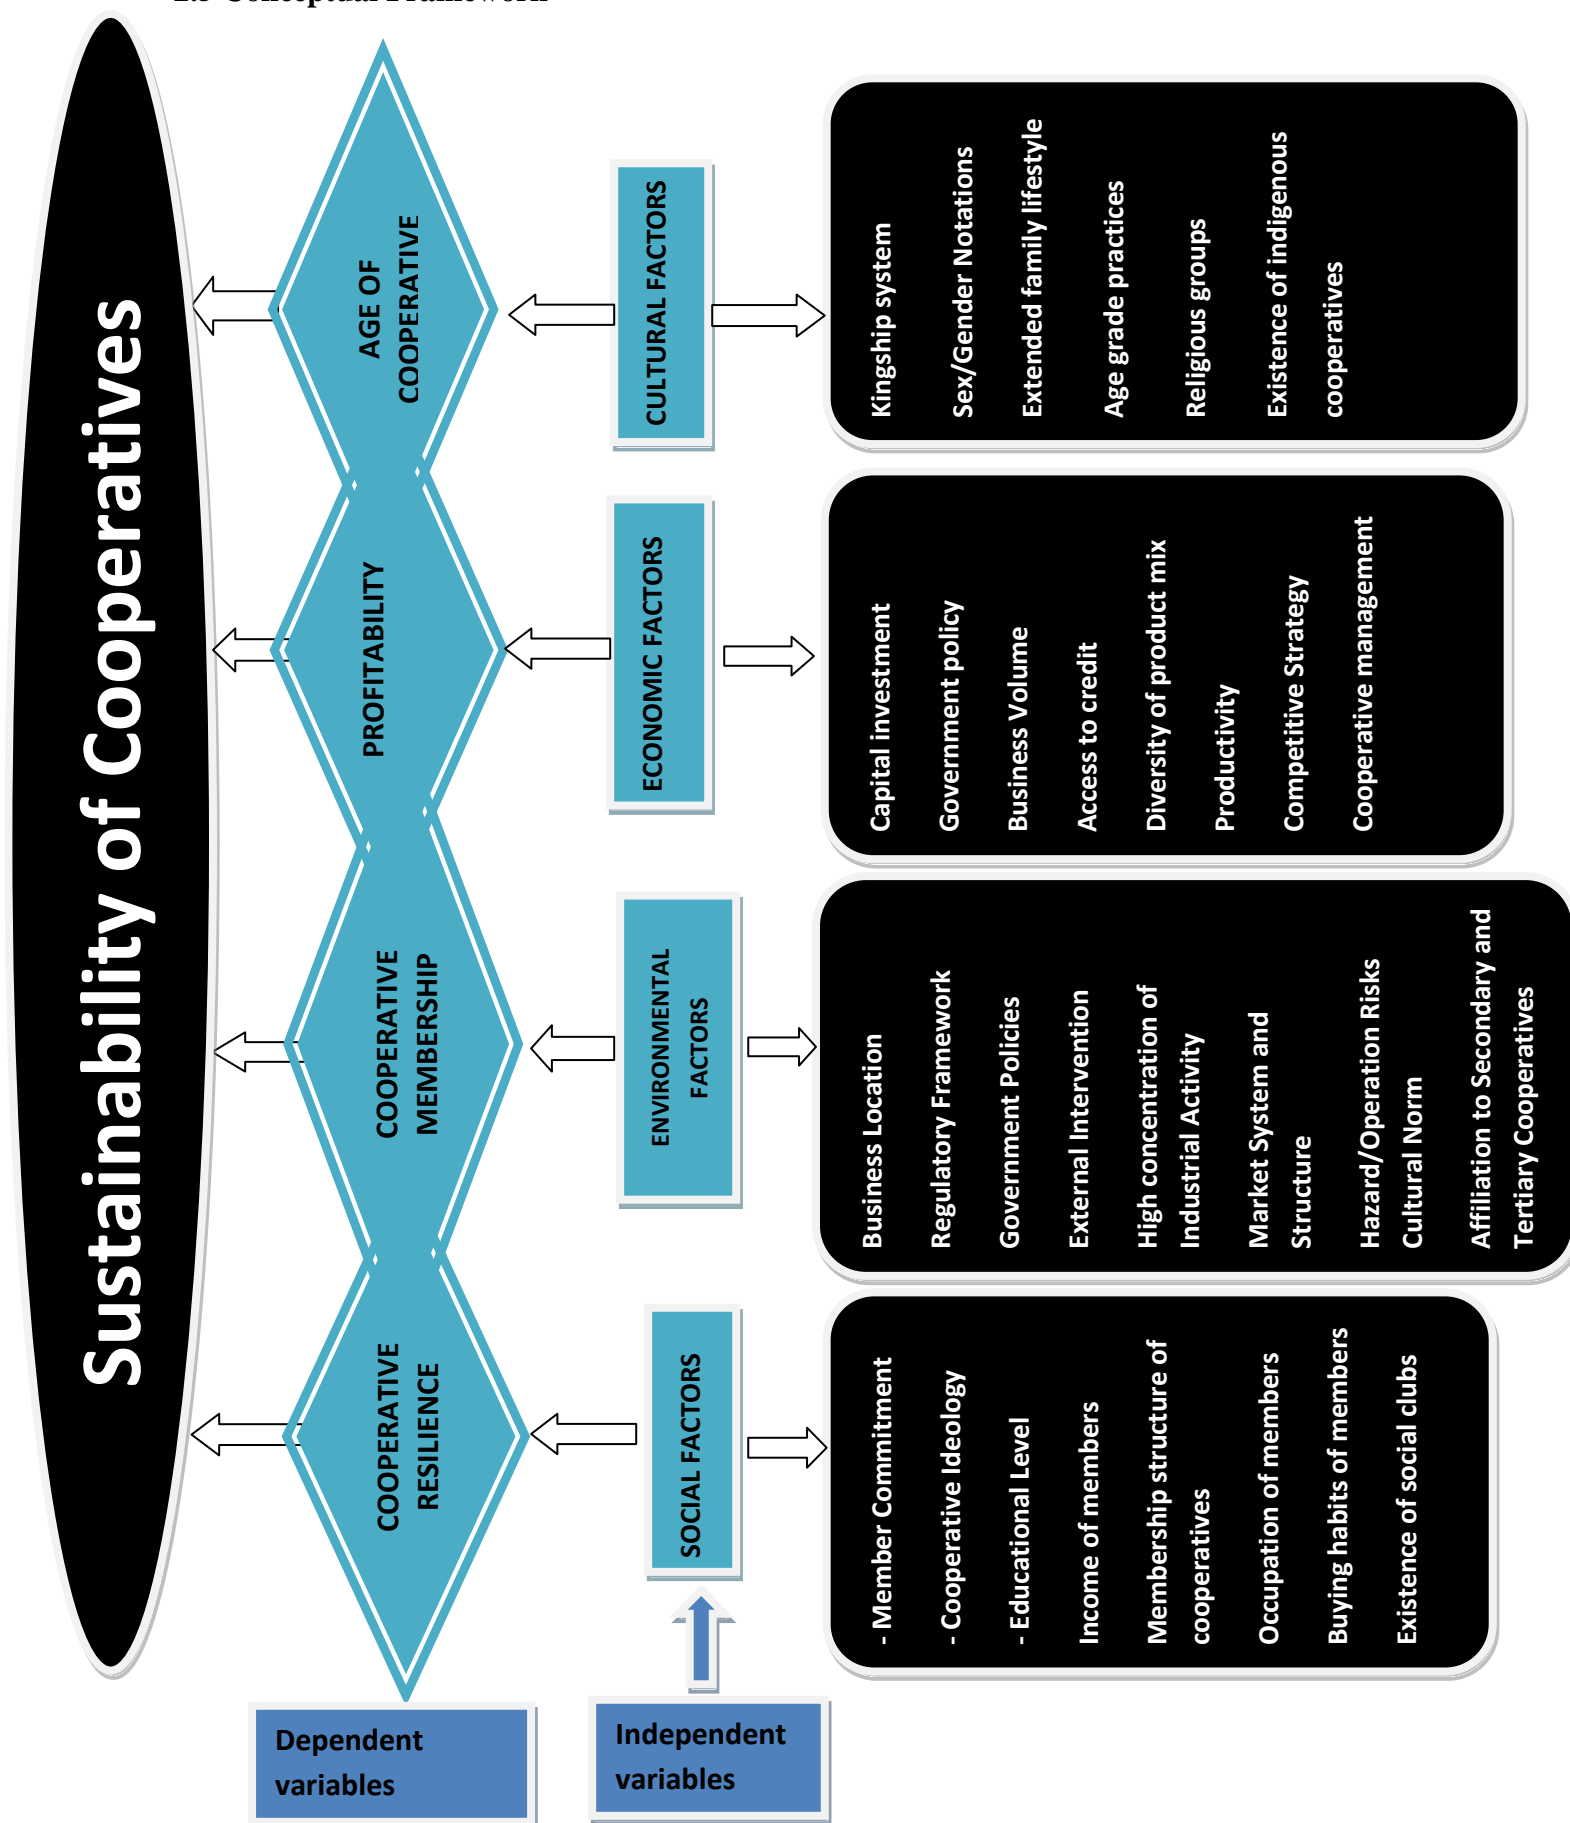 Conceptual Framework
Sustainability of Cooperatives
COOPERATIVE
RESILIENCE
COOPERATIVE
MEMBERSHIP
PROFITABILITY
AGE OF
COOPERATIVE
SOCIAL FACTORS
ENVIRONMENTAL
FACTORS
ECONOMIC FACTORS
CULTURAL FACTORS
- Member Commitment
- Cooperative Ideology
- Educational Level
Income of members
Membership structure of
cooperatives
Occupation of members
Buying habits of members
Existence of social clubs
Business Location
Regulatory Framework
Government Policies
External Intervention
High concentration of
Industrial Activity
Market System and
Structure
Hazard/Operation Risks
Cultural Norm
Affiliation to Secondary and
Tertiary Cooperatives
Capital investment
Government policy
Business Volume
Access to credit
Diversity of product mix
Productivity
Competitive Strategy
Cooperative management
Kingship system
Sex/Gender Notations
Extended family lifestyle
Age grade practices
Religious groups
Existence of indigenous
cooperatives
Dependent
variables
Independent
variables